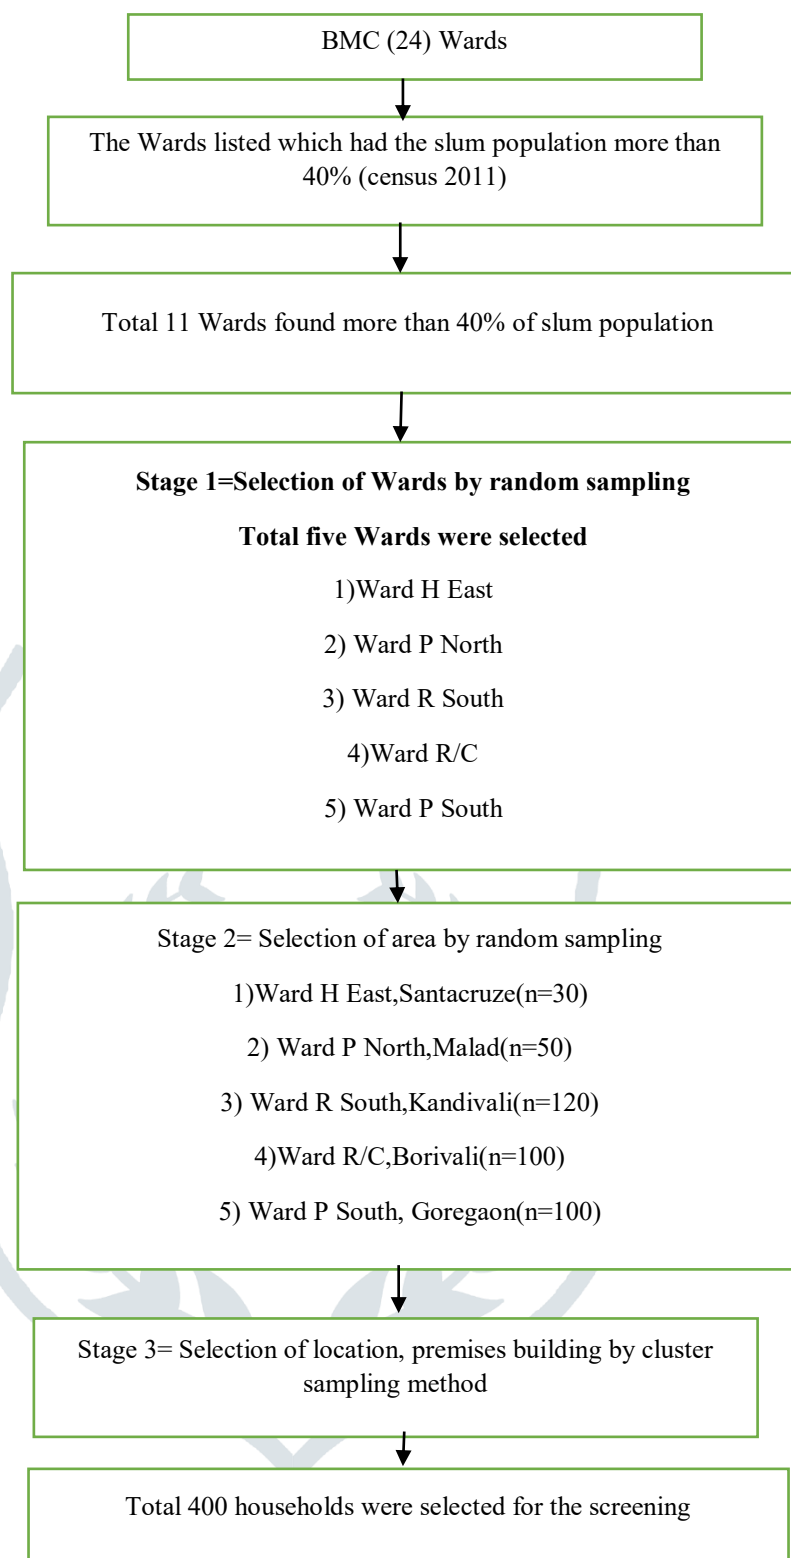 BMC (24) Wards
The Wards listed which had the slum population more than
40% (census 2011)
Total 11 Wards found more than 40% of slum population
Stage 1=Selection of Wards by random sampling
Total five Wards were selected
1)Ward H East
2) Ward P North
3) Ward R South
4)Ward R/C
5) Ward P South
Stage 2= Selection of area by random sampling
1)Ward H East,Santacruze(n=30)
2) Ward P North,Malad(n=50)
3) Ward R South,Kandivali(n=120)
4)Ward R/C,Borivali(n=100)
5) Ward P South, Goregaon(n=100)
Stage 3= Selection of location, premises building by cluster
sampling method
Total 400 households were selected for the screening